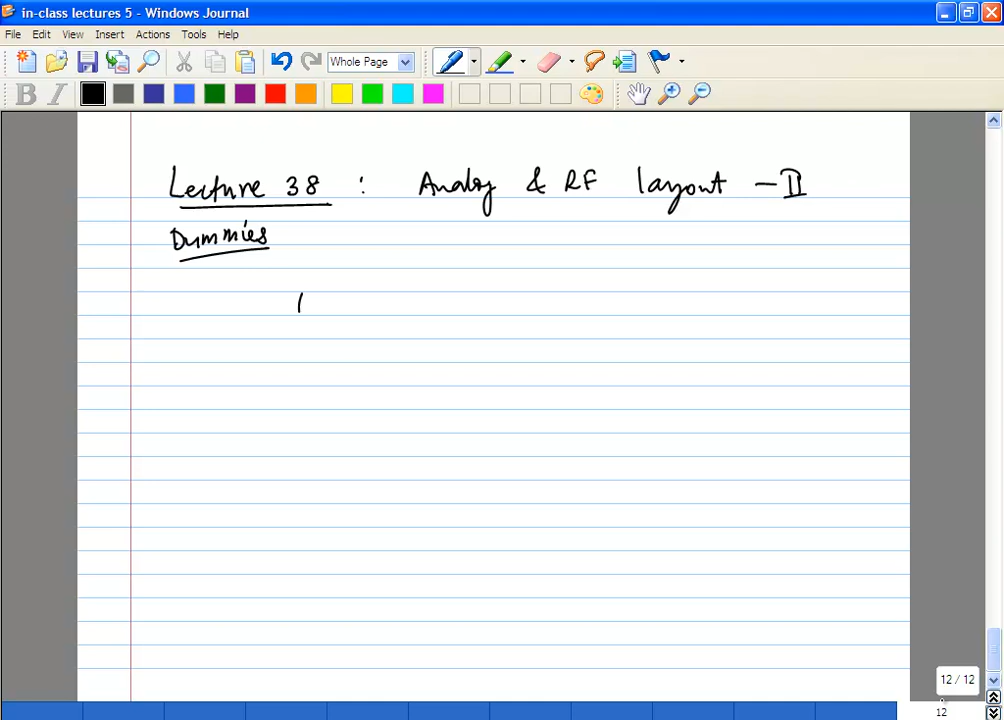 in-class lectures 5 - Windows Journal
File Edit View Insert Actions Tools Help
Whole Page
B I
Lecture 38 : Analog & RF layout - II
Dummies
12 / 12
12